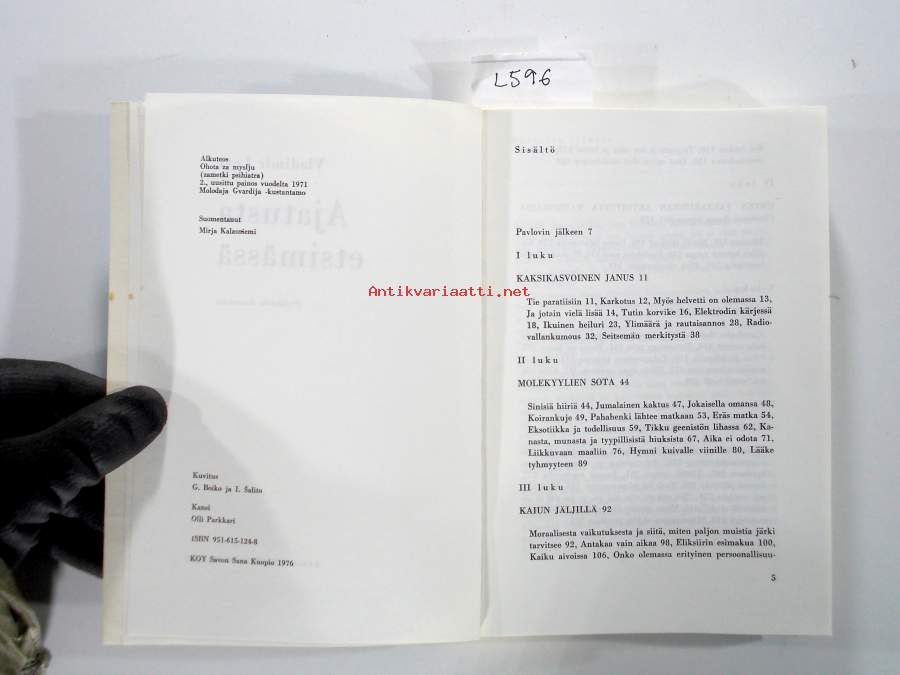 L596
Alkuteos
Ohota za myslju
(zametki psihiatra)
2., uusittu painos vuodelta 1971
Molodaja Gvardija -kustantamo
Suomentanut
Mirja Kalasniemi
Kuvitus
G. Boiko ja I. Šalito
Kansi
Olli Parkkari
ISBN 951-615-124-8
KOY Savon Sana Kuopio 1976
Ajatusta
etsimässä
Antikvariaatti.net
Sisältö
Pavlovin jälkeen 7
I luku
KAKSIKASVOINEN JANUS 11
Tie paratiisiin 11, Karkotus 12, Myös helvetti on olemassa 13,
Ja jotain vielä lisää 14, Tutin korvike 16, Elektrodin kärjessä
18, Ikuinen heiluri 23, Ylimäärä ja rautaisannos 28, Radio-
vallankumous 32, Seitsemän merkitystä 38
II luku
MOLEKYYLIEN SOTA 44
Sinisiä hiiriä 44, Jumalainen kaktus 47, Jokaisella omansa 48,
Koirankuje 49, Pahahenki lähtee matkaan 53, Eräs matka 54,
Eksotiikka ja todellisuus 59, Tikku geenistön lihassa 62, Ka-
nasta, munasta ja tyypillisistä hiuksista 67, Aika ei odota 71,
Liikkuvaan maaliin 76, Hymni kuivalle viinille 80, Lääke
tyhmyyteen 89
III luku
KAIUN JÄLJILLÄ 92
Moraalisesta vaikutuksesta ja siitä, miten paljon muistia järki
tarvitsee 92, Antakaa vain aikaa 98, Eliksiirin esimakua 100,
Kaiku aivoissa 106, Onko olemassa erityinen persoonallisuu-
5